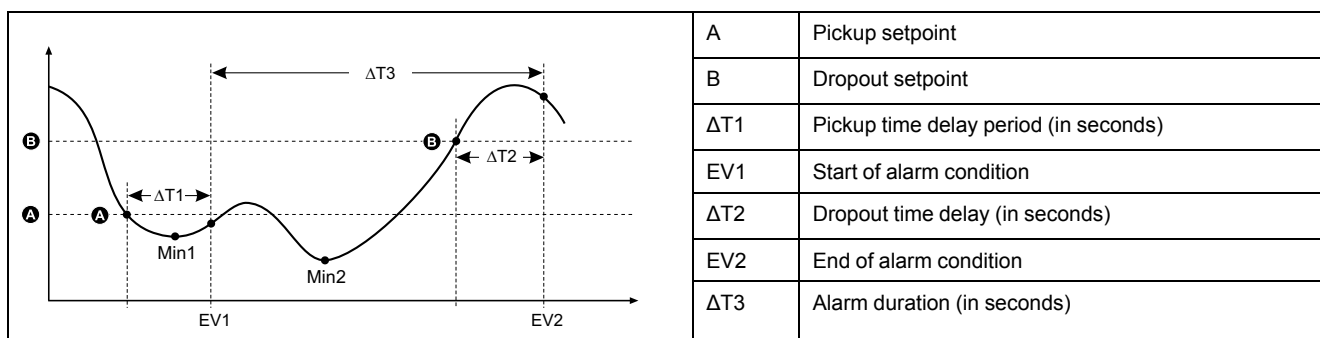 ΔT3
B
B
ΔT2
ΔT1
A
A
Min1
Min2
EV1
EV2
A Pickup setpoint
B Dropout setpoint
ΔT1 Pickup time delay period (in seconds)
EV1 Start of alarm condition
ΔT2 Dropout time delay (in seconds)
EV2 End of alarm condition
ΔT3 Alarm duration (in seconds)